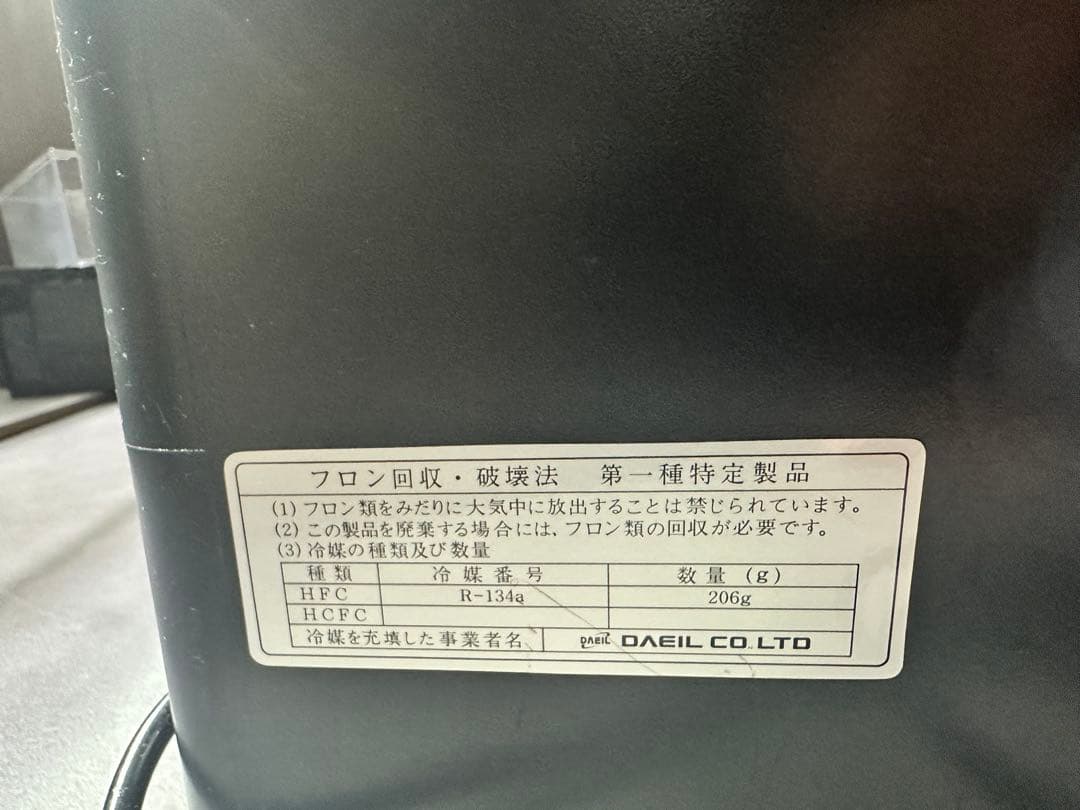 フロン回収・破壊法 第一種特定製品
(1) フロン類をみだりに大気中に放出することは禁じられています。
(2) この製品を廃棄する場合には、フロン類の回収が必要です。
(3) 冷媒の種類及び数量
種類 冷媒番号 数量 (g)
HFC R-134a 206g
HCFC
冷媒を充填した事業者名 DAEIL DAEIL CO.,LTD